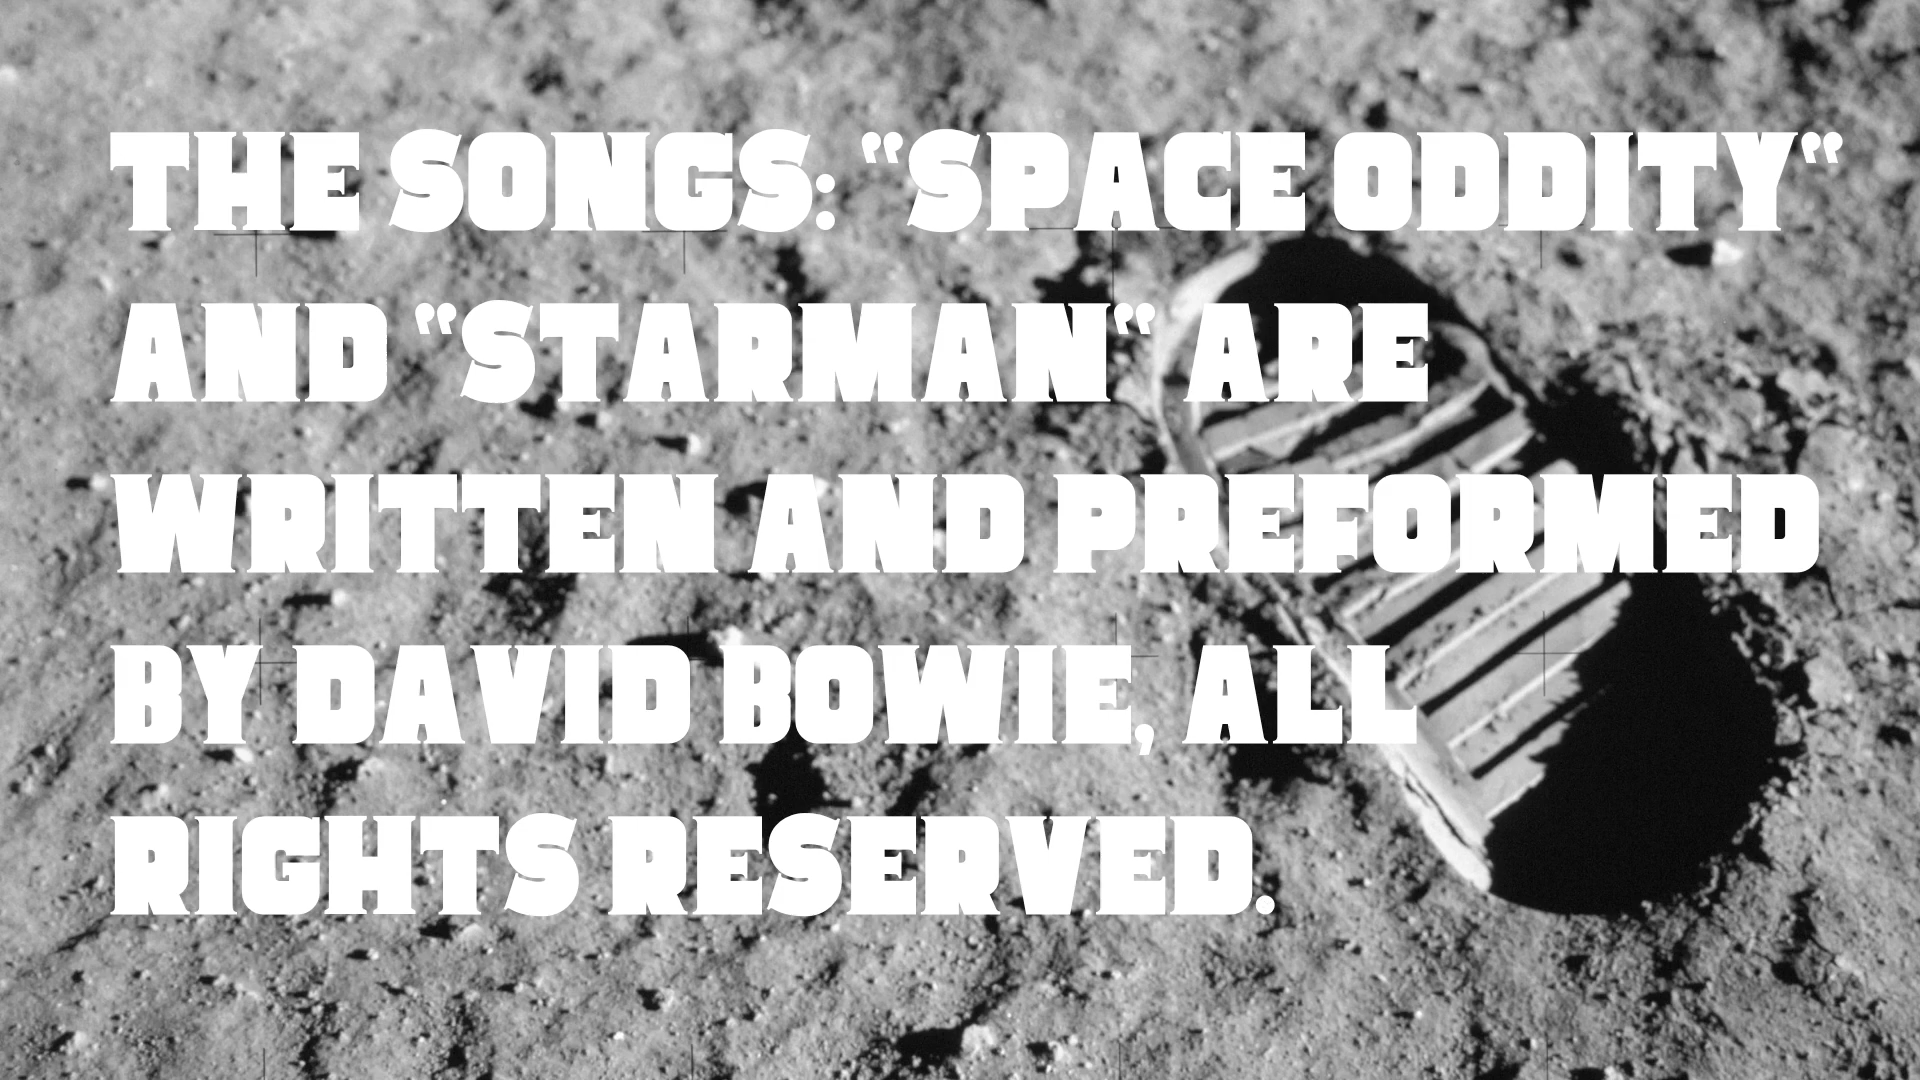 THE SONGS: “SPACE ODDITY“
AND “STARMAN“ ARE
WRITTEN AND PREFORMED
BY DAVID BOWIE, ALL
RIGHTS RESERVED.